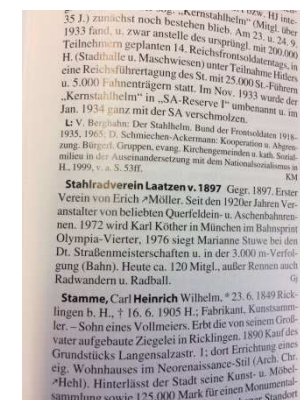 35 J.) zunächst noch bestehen blieb. Am 23. u. 24. 9.
1933 fand, u. zwar anstelle des ursprüngl. mit 200.000
Teilnehmern geplanten 14. Reichsfrontsoldatentags, in
H. (Stadthalle u. Maschwiesen) unter Teilnahme Hitlers
eine Reichsführertagung des St. mit 25.000 St.-Führern
u. 5.000 Fahnenträgern statt. Im Nov. 1933 wurde der
„Kernstahlhelm“ in „SA-Reserve I“ umbenannt u. im
Jan. 1934 ganz mit der SA verschmolzen.
L: V. Berghahn: Der Stahlhelm. Bund der Frontsoldaten 1918–
1935, 1965; D. Schmiechen-Ackermann: Kooperation u. Abgren-
zung. Bürgerl. Gruppen, evang. Kirchengemeinden u. kath. Sozial-
milieu in der Auseinandersetzung mit dem Nationalsozialismus in
H., 1999, v. a. S. 53ff.
KM
Stahlradverein Laatzen v. 1897 Gegr. 1897. Erster
Verein von Erich ↗Möller. Seit den 1920er Jahren Ver-
anstalter von beliebten Querfeldein- u. Aschenbahnren-
nen. 1972 wird Karl Köther in München im Bahnsprint
Olympia-Vierter, 1976 siegt Marianne Stuwe bei den
Dt. Straßenmeisterschaften u. in der 3.000 m-Verfol-
gung (Bahn). Heute ca. 120 Mitgl., außer Rennen auch
Radwandern u. Radball.
Gj
Stamme, Carl Heinrich Wilhelm, * 23. 6. 1849 Rick-
lingen b. H., † 16. 6. 1905 H.; Fabrikant, Kunstsamm-
ler. – Sohn eines Vollmeiers. Erbt die von seinem Groß-
vater aufgebaute Ziegelei in Ricklingen. 1890 Kauf des
Grundstücks Langensalzastr. 1; dort Errichtung eines
eig. Wohnhauses im Neorenaissance-Stil (Arch. Chr.
↗Hehl). Hinterlässt der Stadt seine Kunst- u. Möbel-
sammlung sowie 125.000 Mark für einen Monumental-
Standort